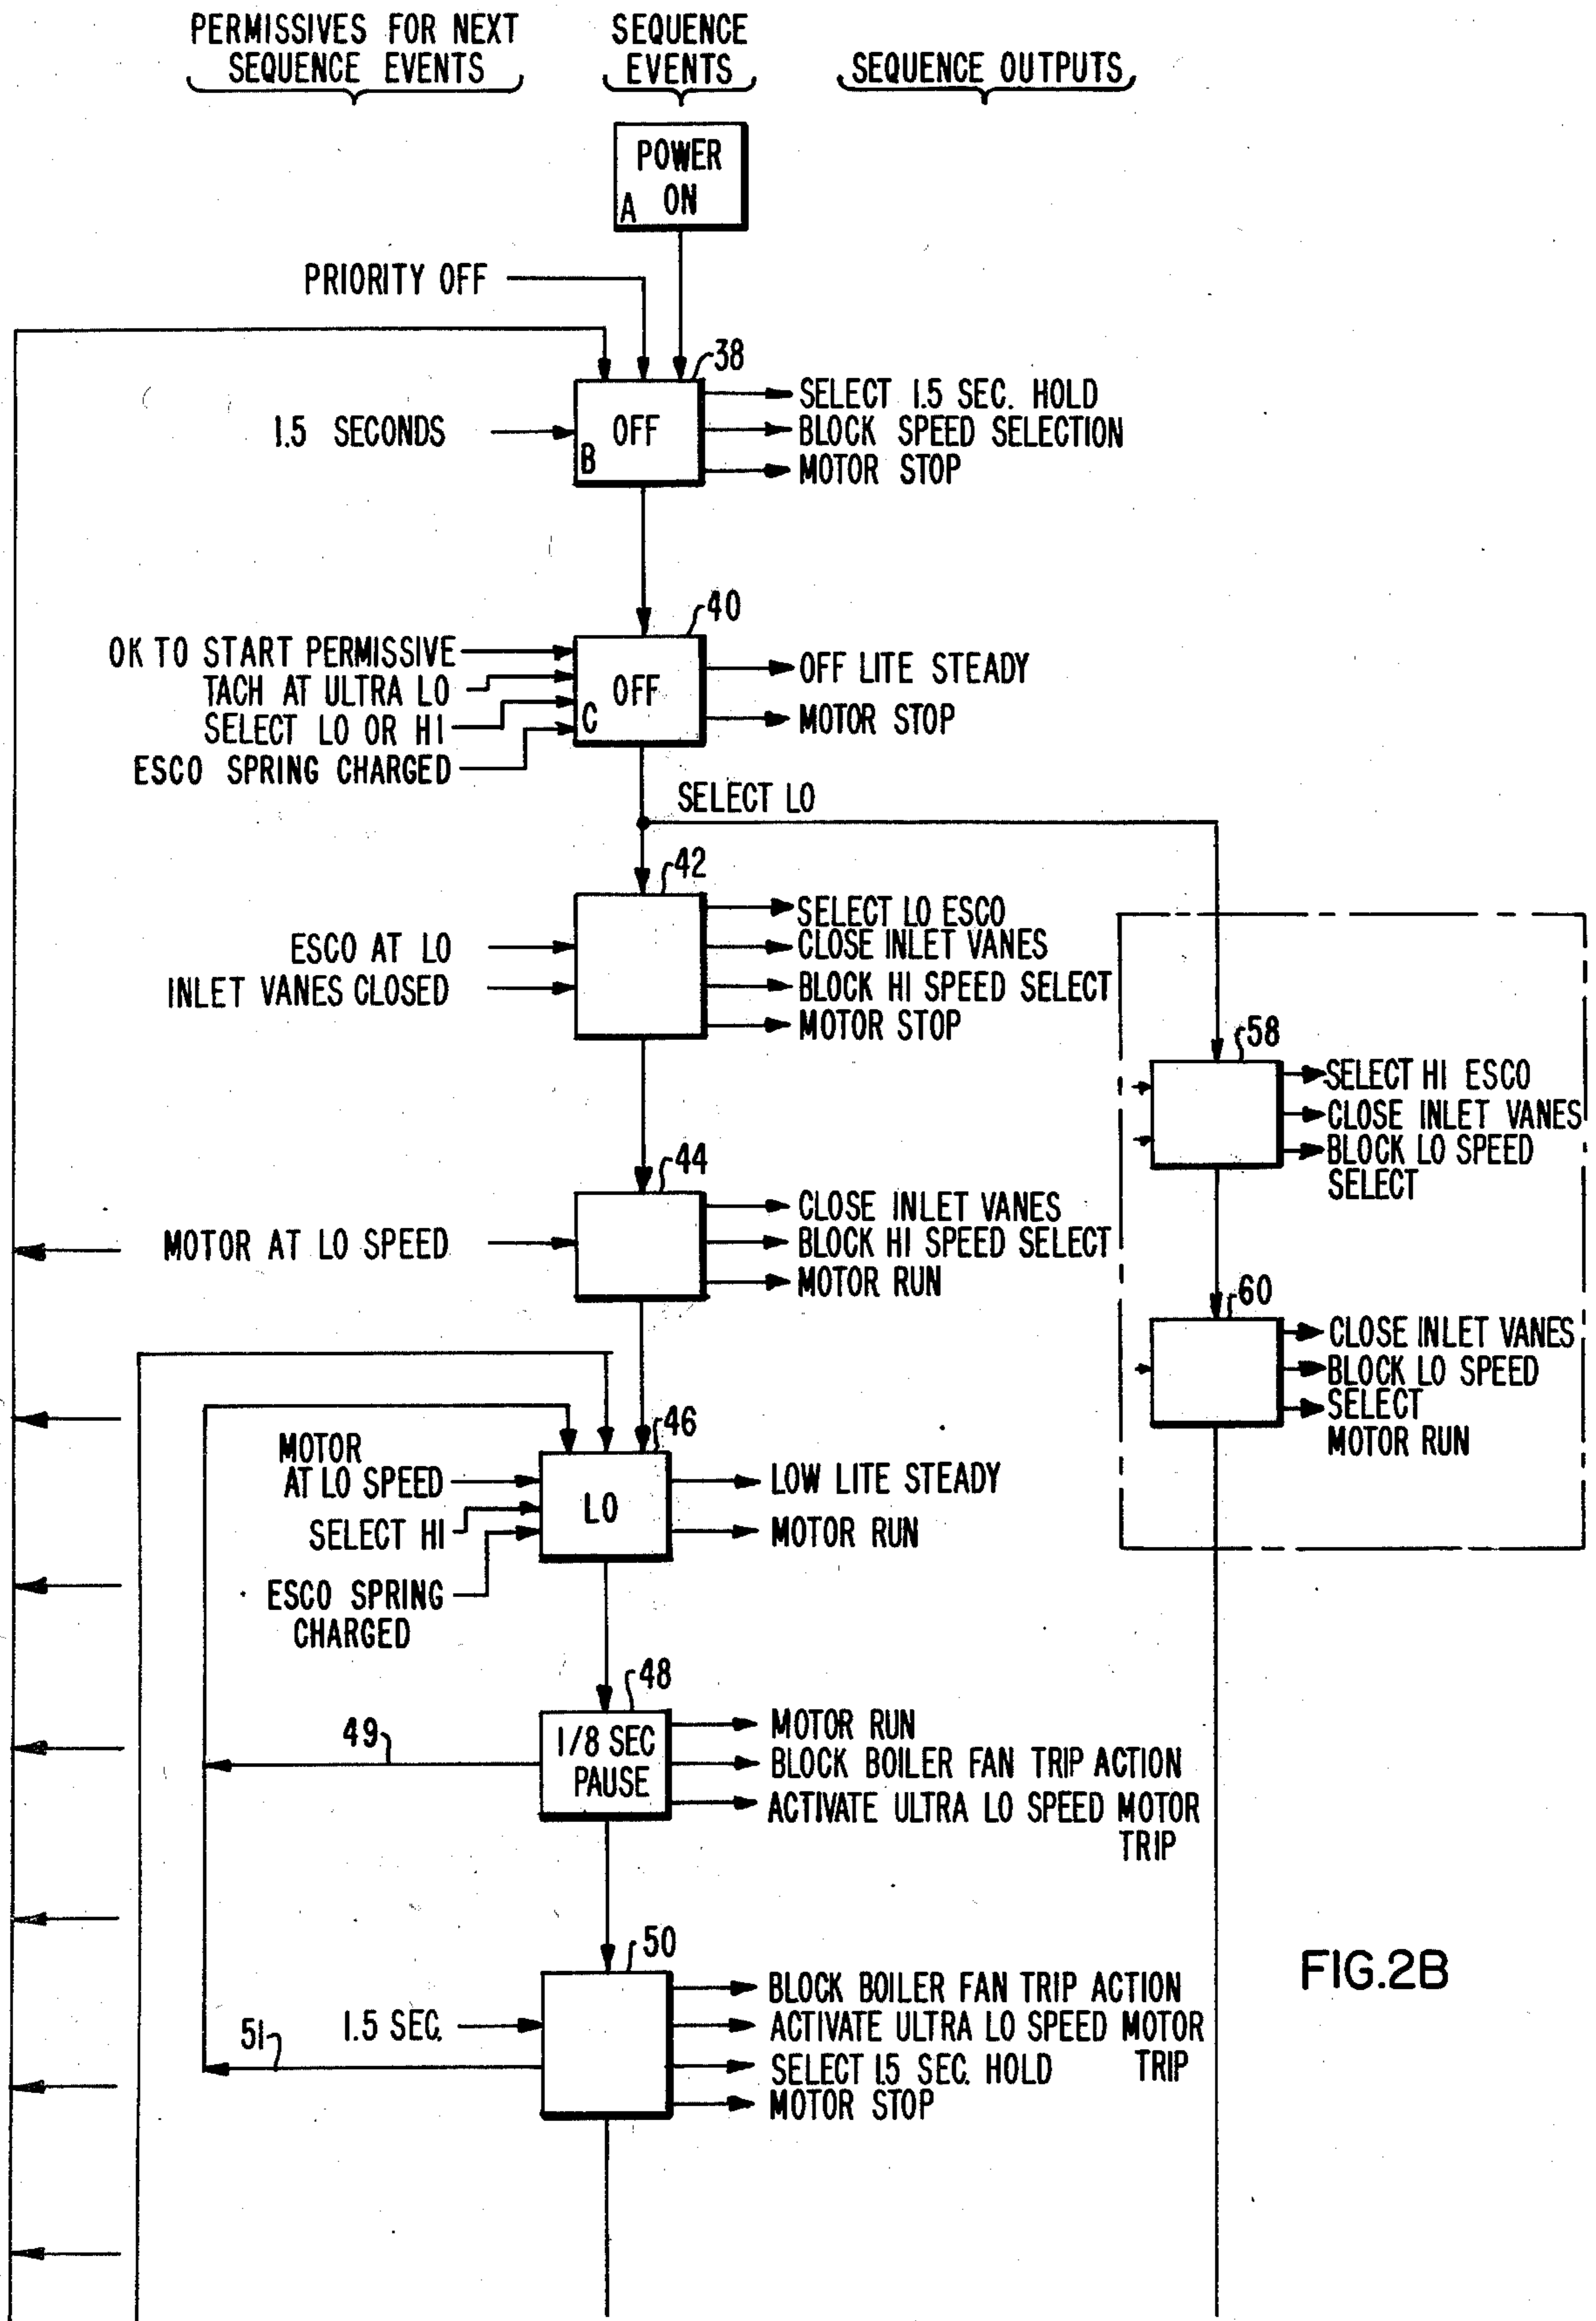 PERMISSIVES FOR NEXT
SEQUENCE EVENTS
SEQUENCE
EVENTS
SEQUENCE OUTPUTS
POWER
A ON
PRIORITY OFF
38
1.5 SECONDS
OFF
B
SELECT 1.5 SEC. HOLD
BLOCK SPEED SELECTION
MOTOR STOP
40
OK TO START PERMISSIVE
TACH AT ULTRA LO
SELECT LO OR HI
ESCO SPRING CHARGED
OFF
C
OFF LITE STEADY
MOTOR STOP
SELECT LO
42
ESCO AT LO
INLET VANES CLOSED
SELECT LO ESCO
CLOSE INLET VANES
BLOCK HI SPEED SELECT
MOTOR STOP
58
SELECT HI ESCO
CLOSE INLET VANES
BLOCK LO SPEED
SELECT
44
MOTOR AT LO SPEED
CLOSE INLET VANES
BLOCK HI SPEED SELECT
MOTOR RUN
60
CLOSE INLET VANES
BLOCK LO SPEED
SELECT
MOTOR RUN
46
MOTOR
AT LO SPEED
SELECT HI
ESCO SPRING
CHARGED
LO
LOW LITE STEADY
MOTOR RUN
48
49
1/8 SEC
PAUSE
MOTOR RUN
BLOCK BOILER FAN TRIP ACTION
ACTIVATE ULTRA LO SPEED MOTOR
TRIP
50
1.5 SEC.
51
BLOCK BOILER FAN TRIP ACTION
ACTIVATE ULTRA LO SPEED MOTOR
TRIP
SELECT 1.5 SEC. HOLD
MOTOR STOP
FIG.2B